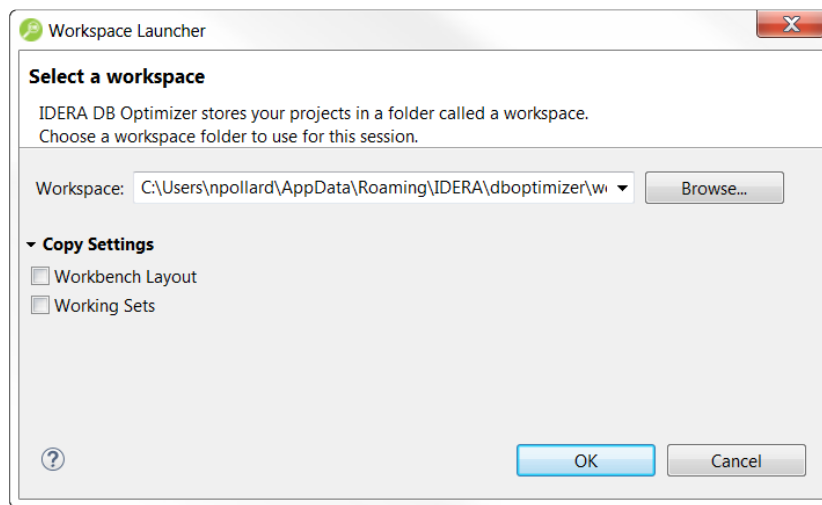 Workspace Launcher
Select a workspace
IDERA DB Optimizer stores your projects in a folder called a workspace.
Choose a workspace folder to use for this session.
Workspace: C:\Users\npollard\AppData\Roaming\IDERA\dboptimizer\w Browse...
Copy Settings
Workbench Layout
Working Sets
? OK Cancel